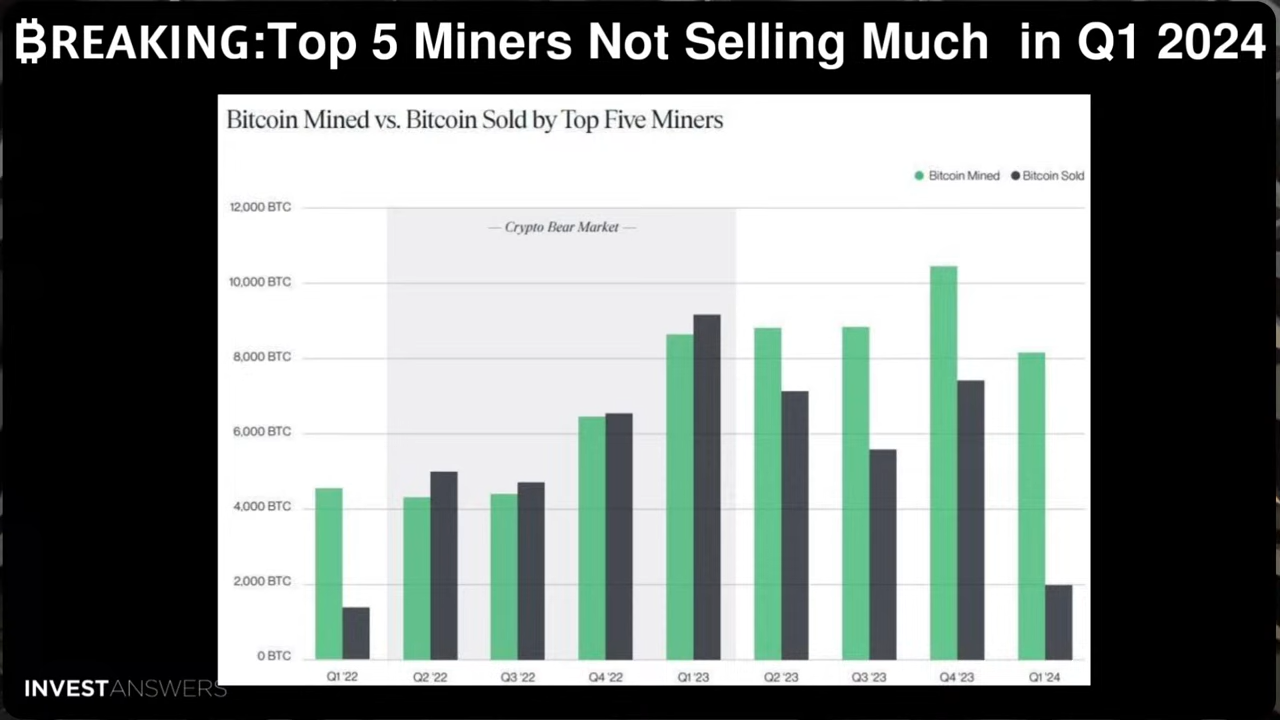 ₿REAKING:Top 5 Miners Not Selling Much in Q1 2024
Bitcoin Mined vs. Bitcoin Sold by Top Five Miners
Bitcoin Mined Bitcoin Sold
12,000 BTC
— Crypto Bear Market —
10,000 BTC
8,000 BTC
6,000 BTC
4,000 BTC
2,000 BTC
0 BTC
Q1 '22 Q2 '22 Q3 '22 Q4 '22 Q1 '23 Q2 '23 Q3 '23 Q4 '23 Q1 '24
INVESTANSWERS